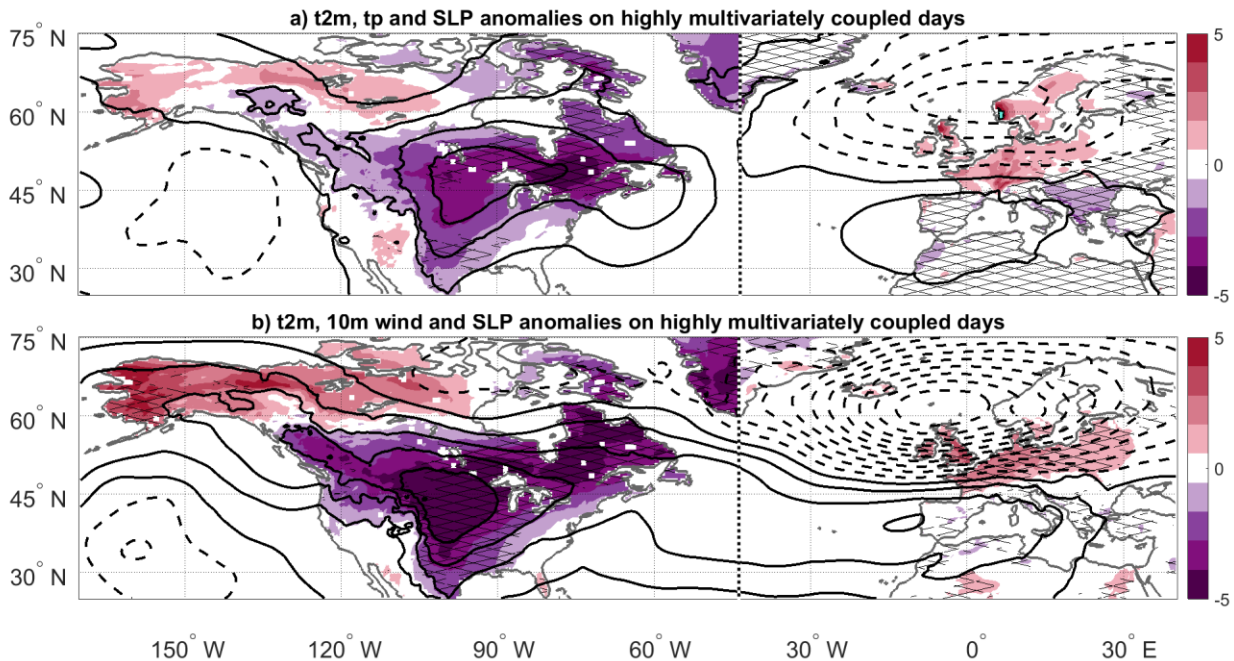 a) t2m, tp and SLP anomalies on highly multivariately coupled days
75° N
60° N
45° N
30° N
5
0
-5
b) t2m, 10m wind and SLP anomalies on highly multivariately coupled days
75° N
60° N
45° N
30° N
5
0
-5
150° W
120° W
90° W
60° W
30° W
0°
30° E